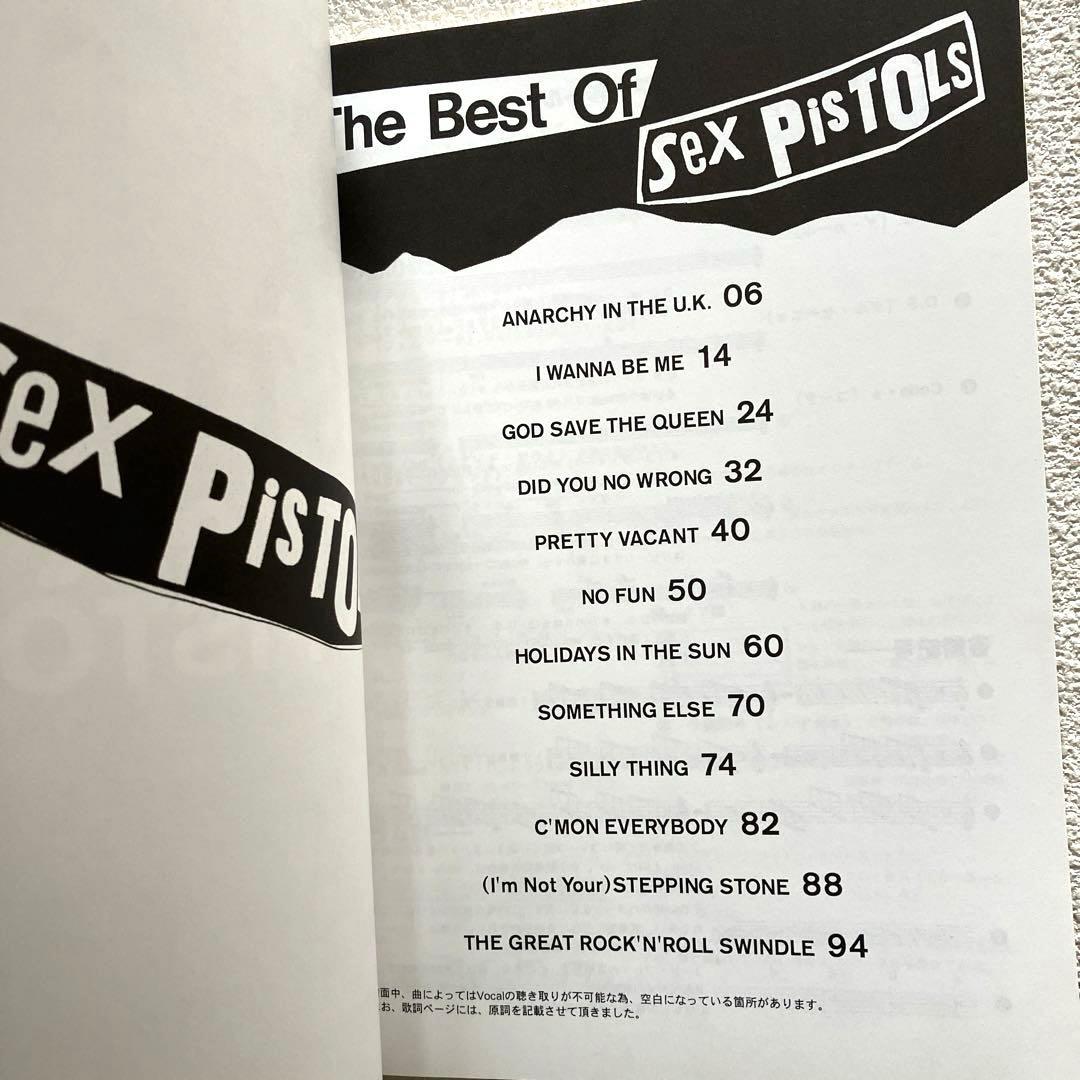 The Best Of
Sex PisTOLs
Sex PisTO
ANARCHY IN THE U.K. 06
I WANNA BE ME 14
GOD SAVE THE QUEEN 24
DID YOU NO WRONG 32
PRETTY VACANT 40
NO FUN 50
HOLIDAYS IN THE SUN 60
SOMETHING ELSE 70
SILLY THING 74
C'MON EVERYBODY 82
(I'm Not Your)STEPPING STONE 88
THE GREAT ROCK'N'ROLL SWINDLE 94
面中、曲によってはVocalの聴き取りが不可能な為、空白になっている箇所があります。
お、歌詞ページには、原詞を記載させて頂きました。